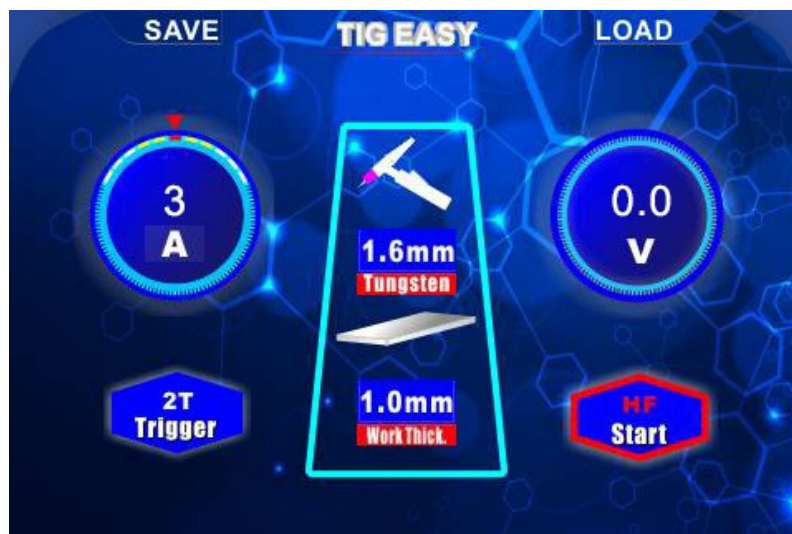 SAVE
TIG EASY
LOAD
3
A
0.0
V
1.6mm
Tungsten
1.0mm
Work Thick.
2T
Trigger
HF
Start